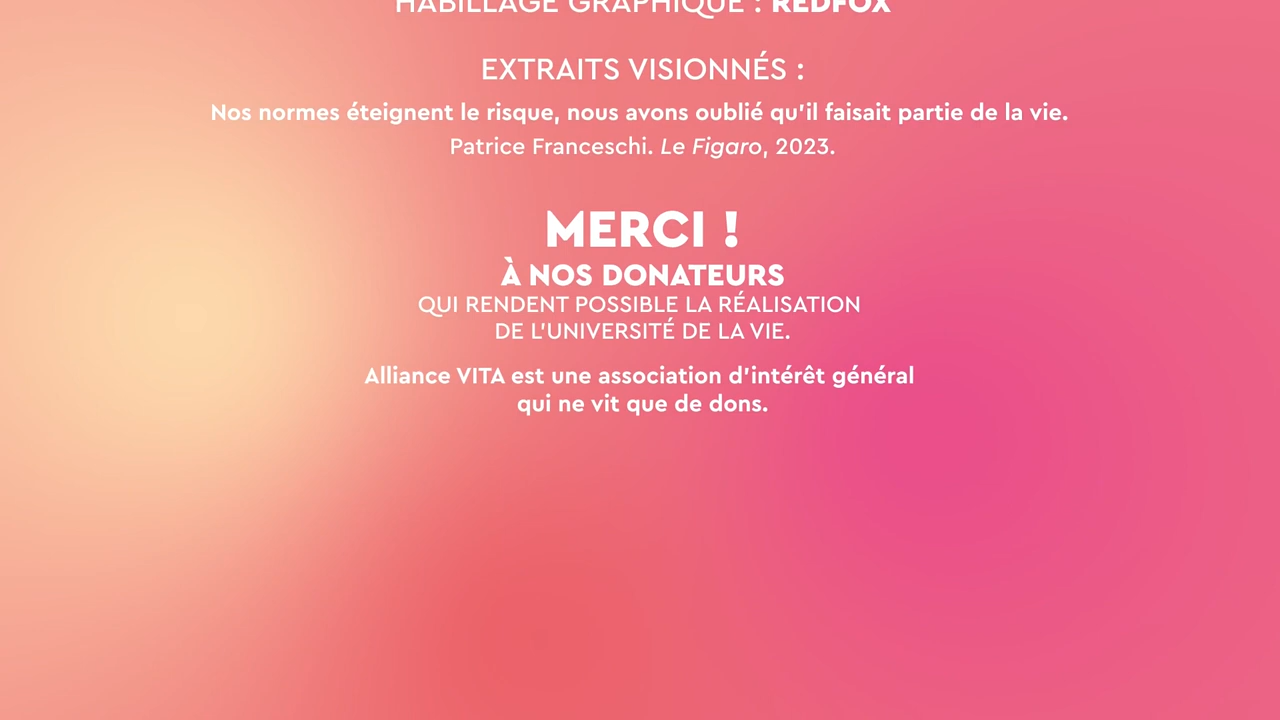 HABILLAGE GRAPHIQUE : REDFOX
EXTRAITS VISIONNÉS :
Nos normes éteignent le risque, nous avons oublié qu'il faisait partie de la vie.
Patrice Franceschi. Le Figaro, 2023.
MERCI !
À NOS DONATEURS
QUI RENDENT POSSIBLE LA RÉALISATION
DE L'UNIVERSITÉ DE LA VIE.
Alliance VITA est une association d'intérêt général
qui ne vit que de dons.